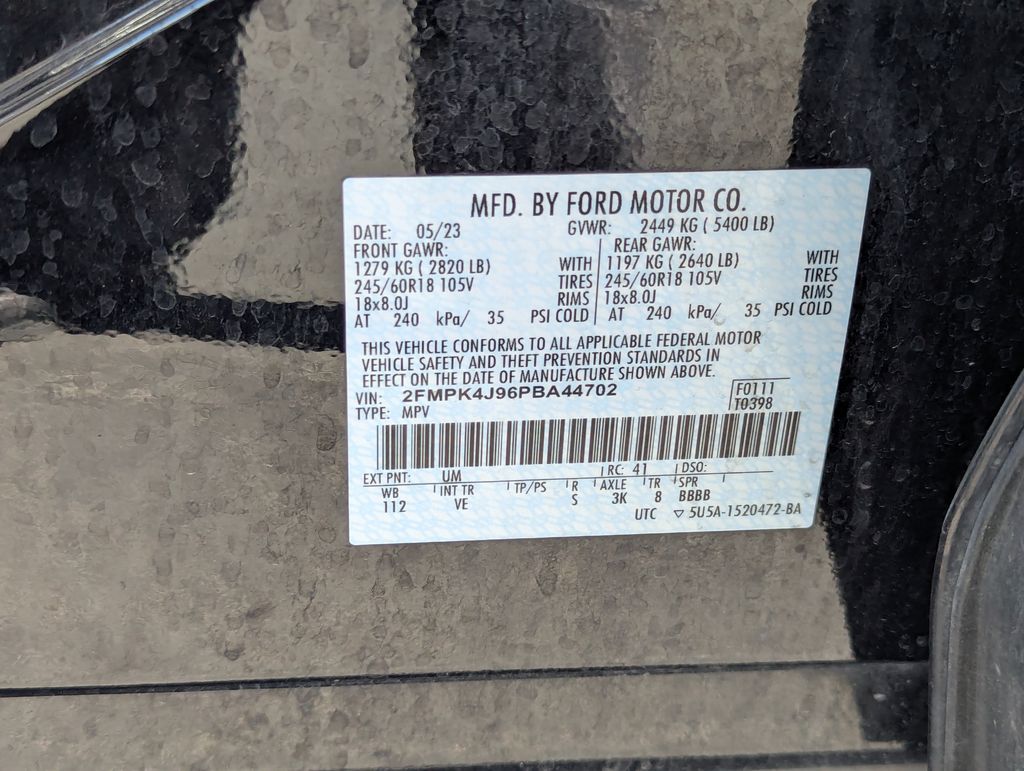 MFD. BY FORD MOTOR CO.
DATE: 05/23 GVWR: 2449 KG ( 5400 LB)
FRONT GAWR: REAR GAWR:
1279 KG ( 2820 LB) WITH 1197 KG ( 2640 LB) WITH
245/60R18 105V TIRES 245/60R18 105V TIRES
18x8.0J RIMS 18x8.0J RIMS
AT 240 kPa/ 35 PSI COLD AT 240 kPa/ 35 PSI COLD
THIS VEHICLE CONFORMS TO ALL APPLICABLE FEDERAL MOTOR
VEHICLE SAFETY AND THEFT PREVENTION STANDARDS IN
EFFECT ON THE DATE OF MANUFACTURE SHOWN ABOVE.
VIN: 2FMPK4J96PBA44702 F0111
TYPE: MPV T0398
EXT PNT: UM RC: 41 DSO:
WB INT TR TP/PS R AXLE TR SPR
112 VE S 3K 8 BBBB
UTC ▽ 5U5A-1520472-BA